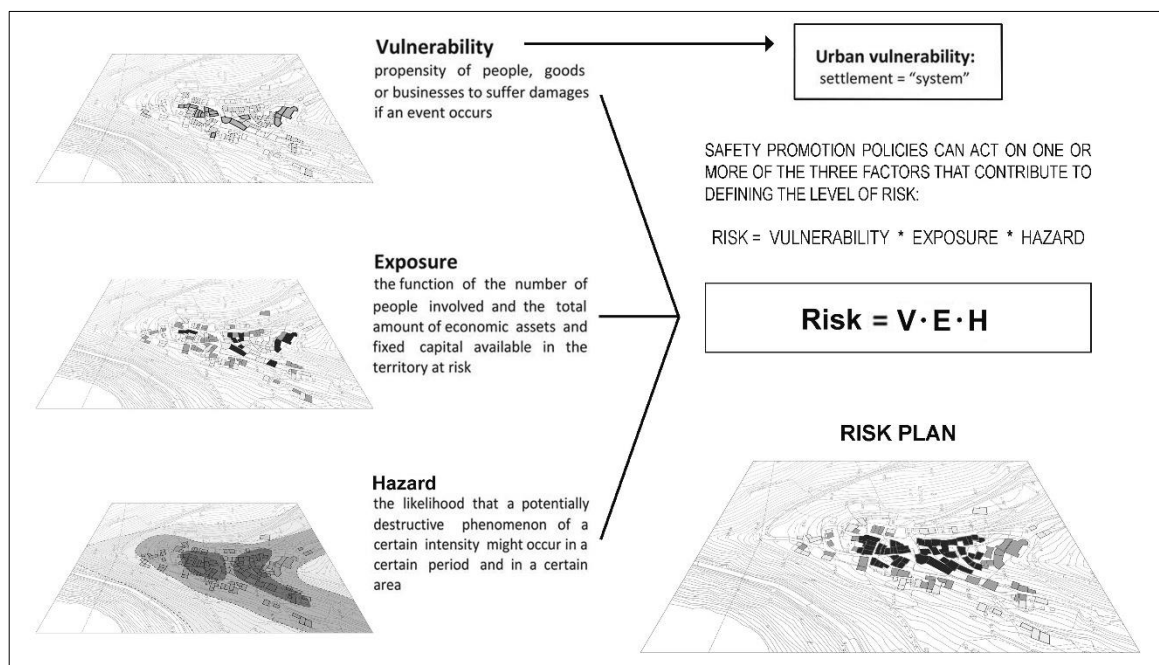 Vulnerability
propensity of people, goods
or businesses to suffer damages
if an event occurs
Urban vulnerability:
settlement = “system”
SAFETY PROMOTION POLICIES CAN ACT ON ONE OR
MORE OF THE THREE FACTORS THAT CONTRIBUTE TO
DEFINING THE LEVEL OF RISK:
RISK = VULNERABILITY * EXPOSURE * HAZARD
Exposure
the function of the number of
people involved and the total
amount of economic assets and
fixed capital available in the
territory at risk
Risk = V·E·H
Hazard
the likelihood that a potentially
destructive phenomenon of a
certain intensity might occur in a
certain period and in a certain
area
RISK PLAN